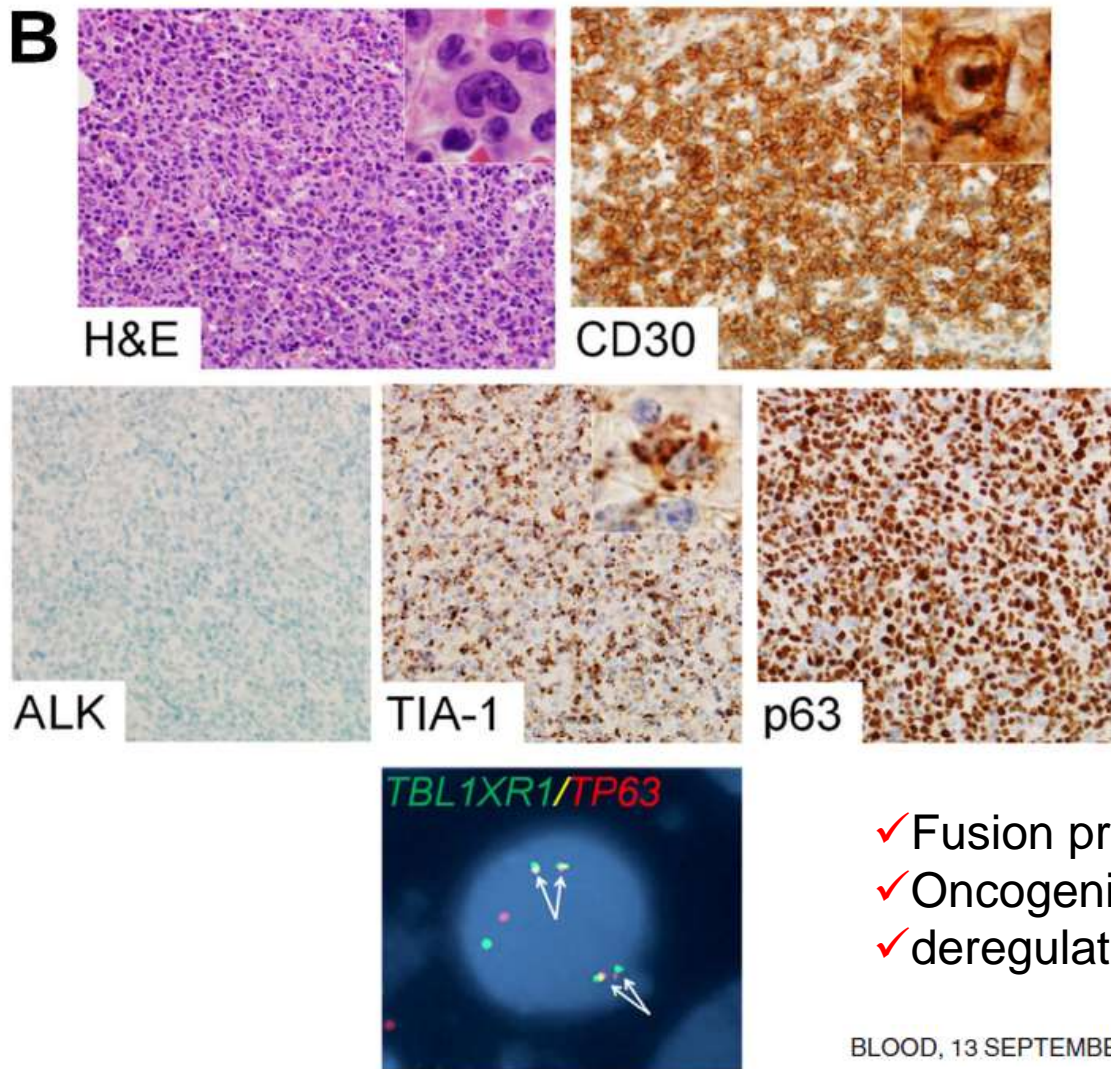 B
H&E
CD30
ALK
TIA-1
p63
TBL1XR1/TP63
✓Fusion pr
✓Oncogeni
✓deregulat
BLOOD, 13 SEPTEMBE